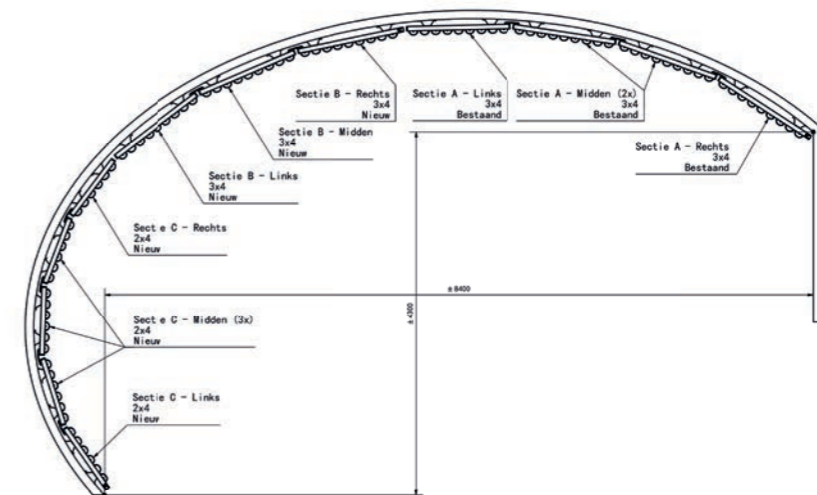 Sectie B - Rechts
3x4
Nieuw
Sectie A - Links
3x4
Bestaand
Sectie A - Midden (2x)
3x4
Bestaand
Sectie B - Midden
3x4
Nieuw
Sectie A - Rechts
3x4
Bestaand
Sectie B - Links
3x4
Nieuw
Sect e C - Rechts
2x4
Nieuw
± 8400
± 4300
Sect e C - Midden (3x)
2x4
Nieuw
Sectie C - Links
2x4
Nieuw